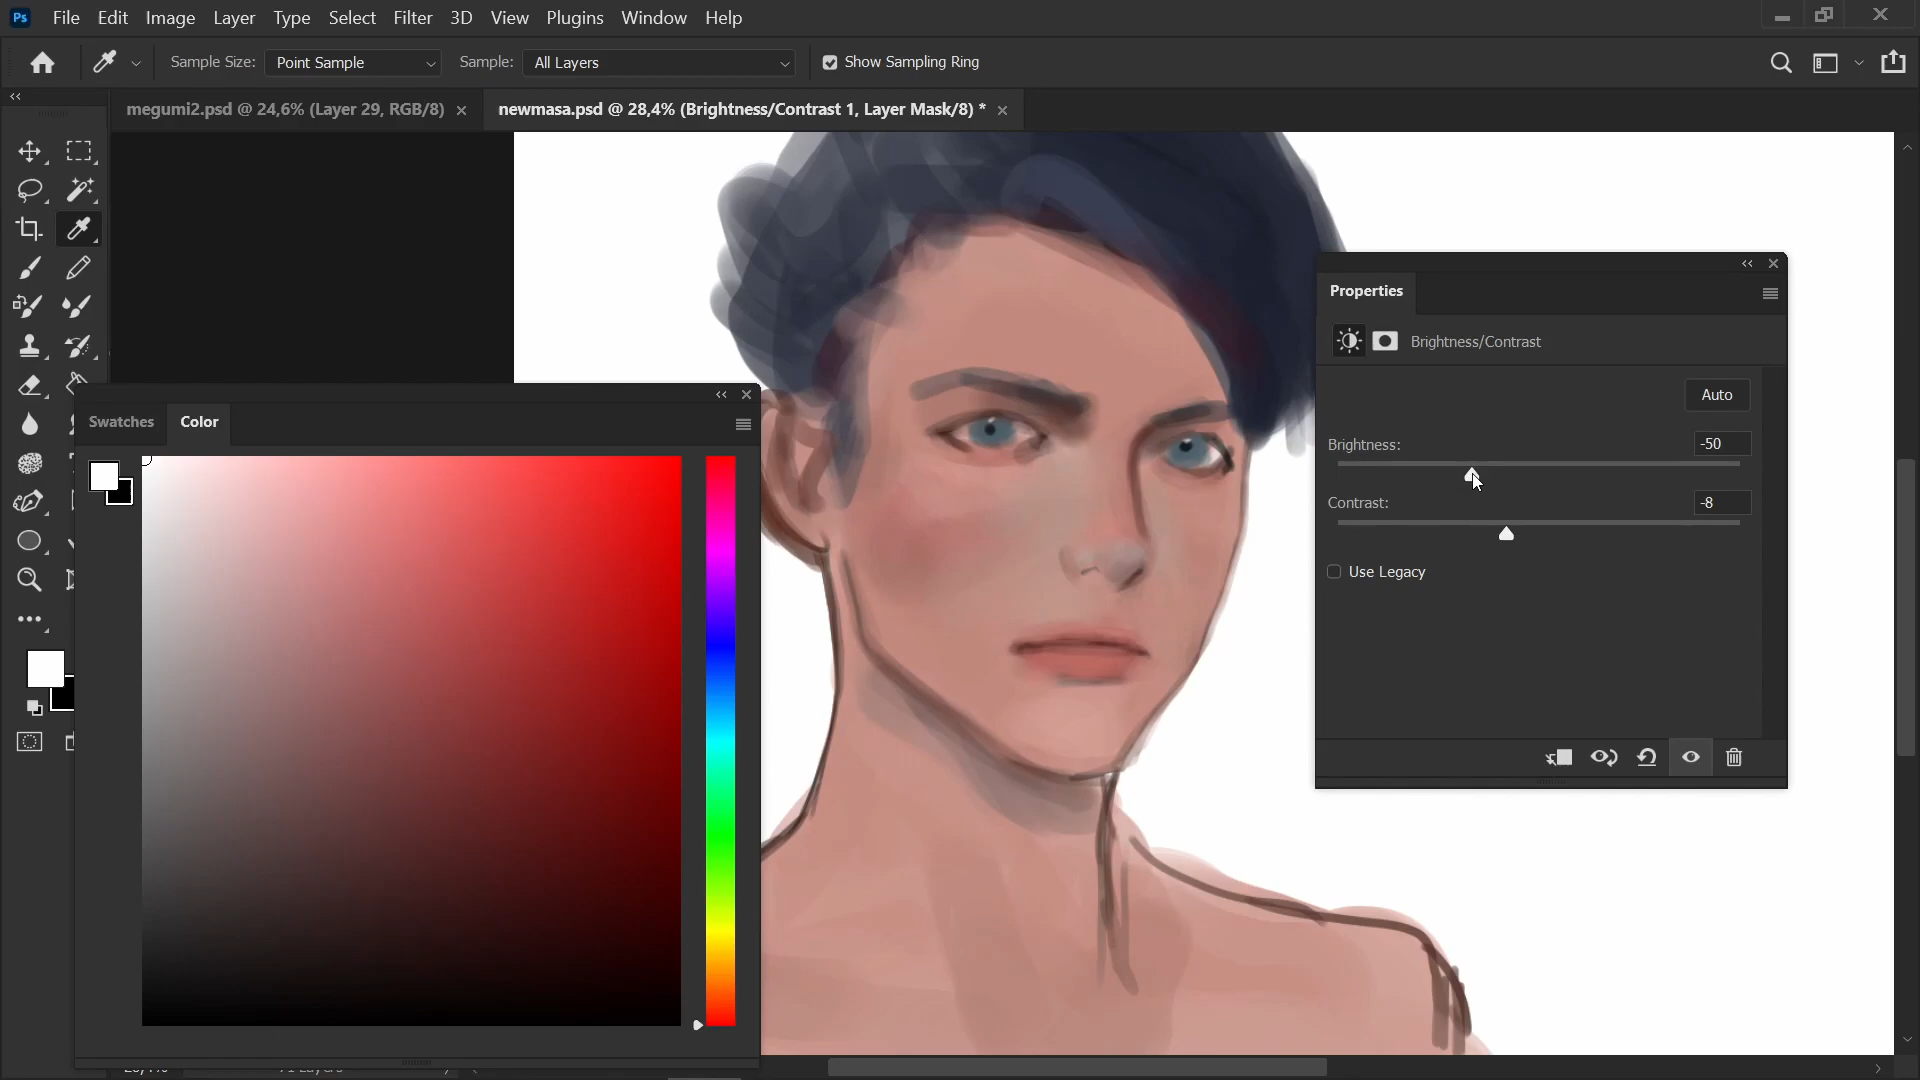 Ps File Edit Image Layer Type Select Filter 3D View Plugins Window Help
Sample Size: Point Sample Sample: All Layers Show Sampling Ring
megumi2.psd @ 24,6% (Layer 29, RGB/8)
newmasa.psd @ 28,4% (Brightness/Contrast 1, Layer Mask/8) *
Properties
Brightness/Contrast
Auto
Swatches Color
Brightness: -50
Contrast: -8
Use Legacy